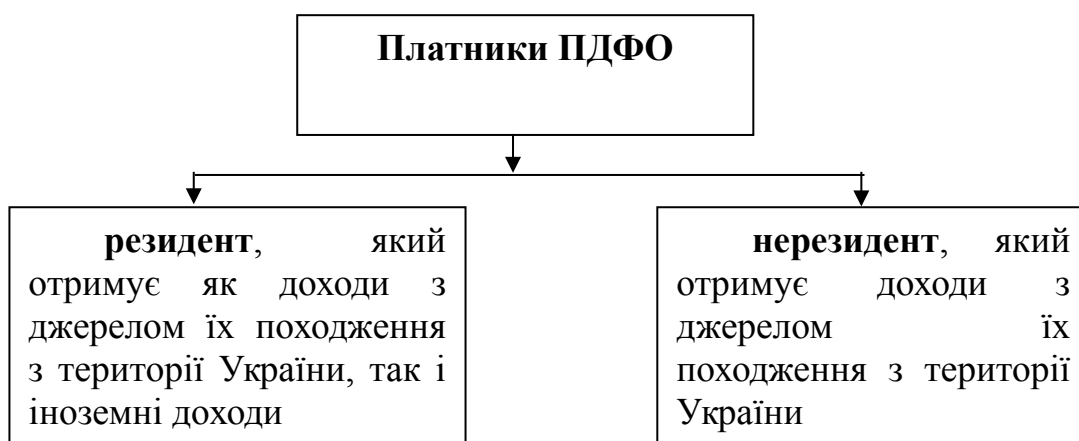 Платники ПДФО
резидент, який
отримує як доходи з
джерелом їх походження
з території України, так і
іноземні доходи
нерезидент, який
отримує доходи з
джерелом їх
походження з території
України